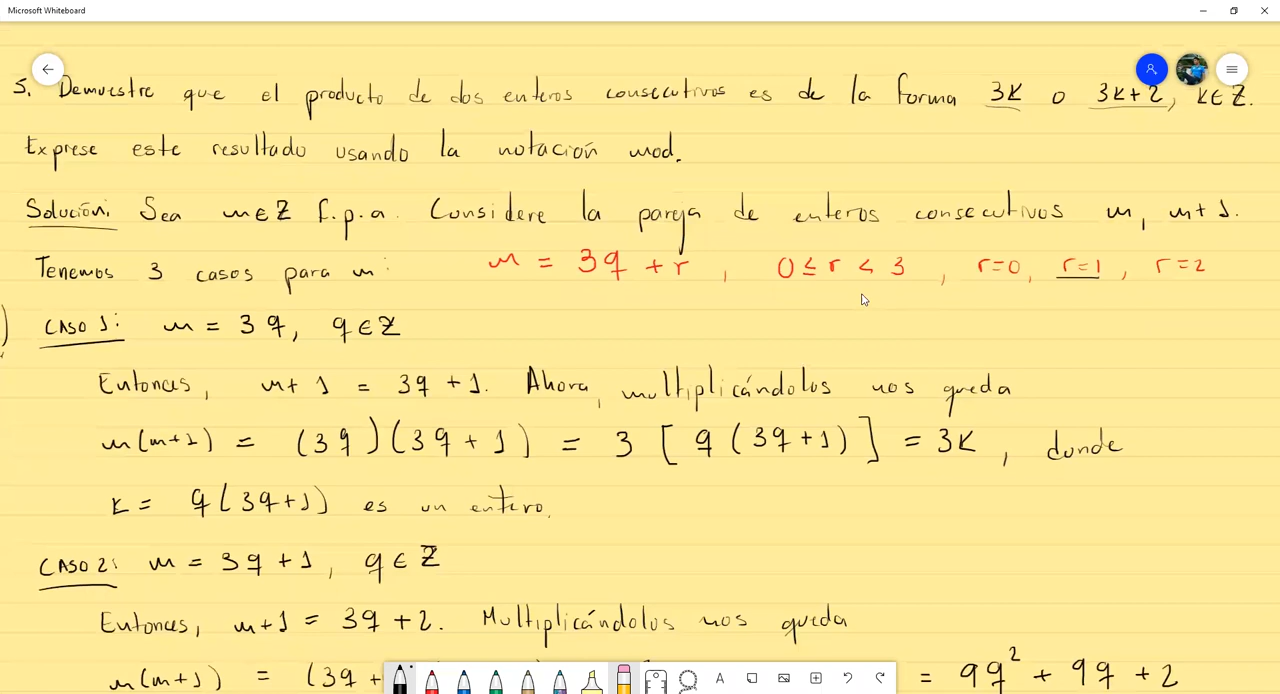 Microsoft Whiteboard
5. Demuestre que el producto de dos enteros consecutivos es de la forma 3K o 3K+2, K∈Z.
Exprese este resultado usando la notación mod.
Solución: Sea m∈Z f.p.a. Considere la pareja de enteros consecutivos m, m+1.
Tenemos 3 casos para m: m = 3q + r, 0 ≤ r < 3, r=0, r=1, r=2
CASO 1: m = 3q, q∈Z
Entonces, m+1 = 3q+1. Ahora, multiplicándolos nos queda
m(m+1) = (3q)(3q+1) = 3[q(3q+1)] = 3K, donde
K = q(3q+1) es un entero.
CASO 2: m = 3q+1, q∈Z
Entonces, m+1 = 3q+2. Multiplicándolos nos queda
m(m+1) = (3q + = 9q² + 9q + 2